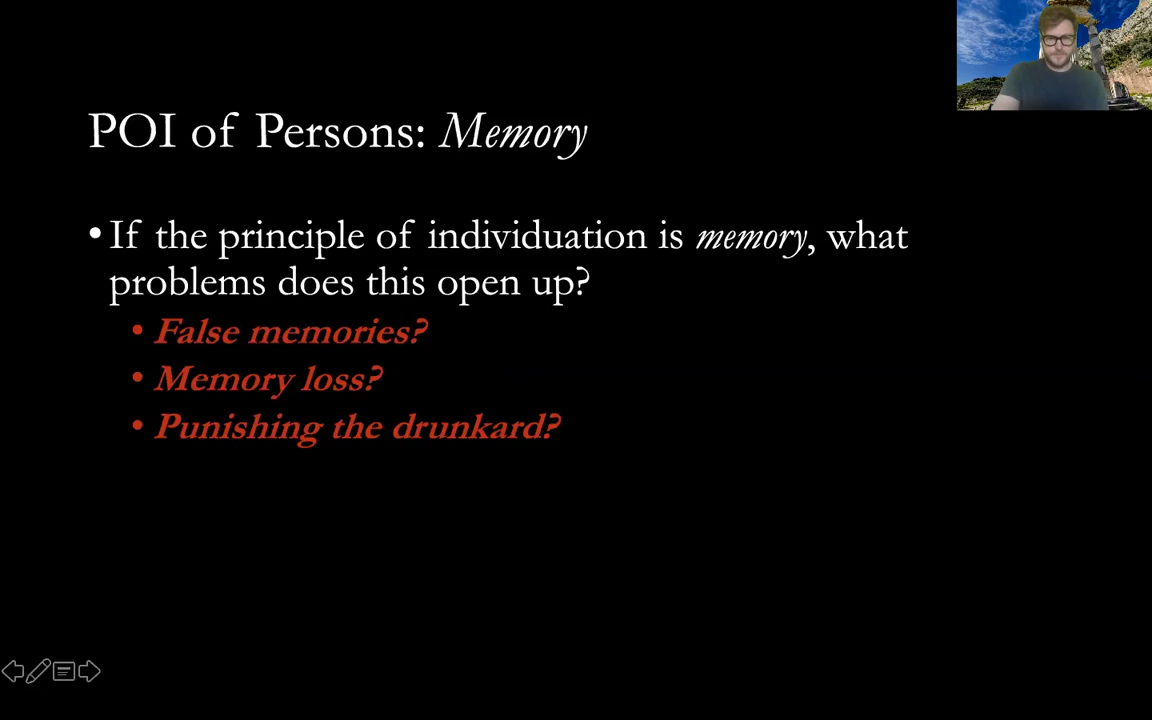 POI of Persons: Memory
• If the principle of individuation is memory, what
problems does this open up?
• False memories?
• Memory loss?
• Punishing the drunkard?